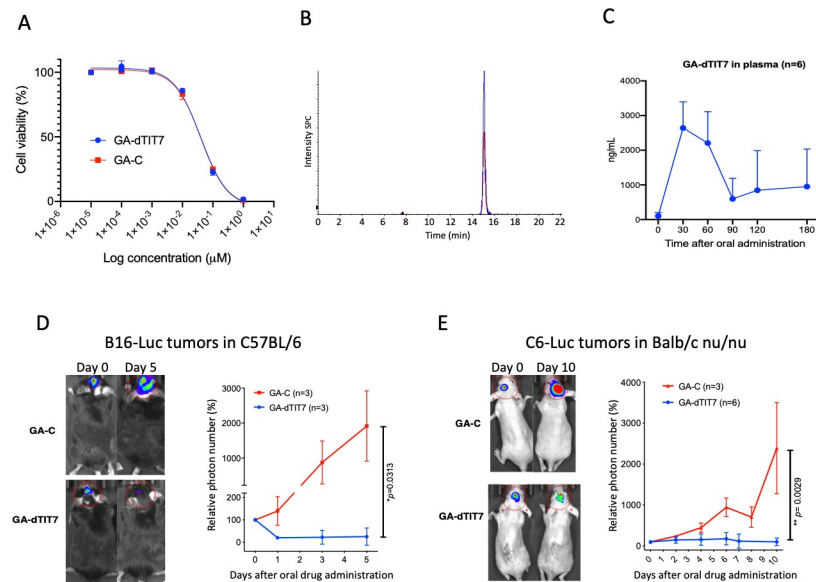 A
Cell viability (%)
100
50
0
GA-dTIT7
GA-C
1×10⁻⁶
1×10⁻⁵
1×10⁻⁴
1×10⁻³
1×10⁻²
1×10⁻¹
1×10⁰
1×10¹
Log concentration (μM)
B
Intensity SPC
0 2 4 6 8 10 12 14 16 18 20 22
Time (min)
C
GA-dTIT7 in plasma (n=6)
ng/mL
4000
3000
2000
1000
0
0 30 60 90 120 180
Time after oral administration
D
B16-Luc tumors in C57BL/6
Day 0 Day 5
GA-C
GA-dTIT7
Relative photon number (%)
3000
2000
1000
200
100
0
GA-C (n=3)
GA-dTIT7 (n=3)
*p=0.0313
0 1 2 3 4 5
Days after oral drug administration
E
C6-Luc tumors in Balb/c nu/nu
Day 0 Day 10
GA-C
GA-dTIT7
Relative photon number (%)
4000
3200
2400
1600
800
0
GA-C (n=3)
GA-dTIT7 (n=6)
** p= 0.0029
0 1 2 3 4 5 6 7 8 9 10
Days after oral drug administration